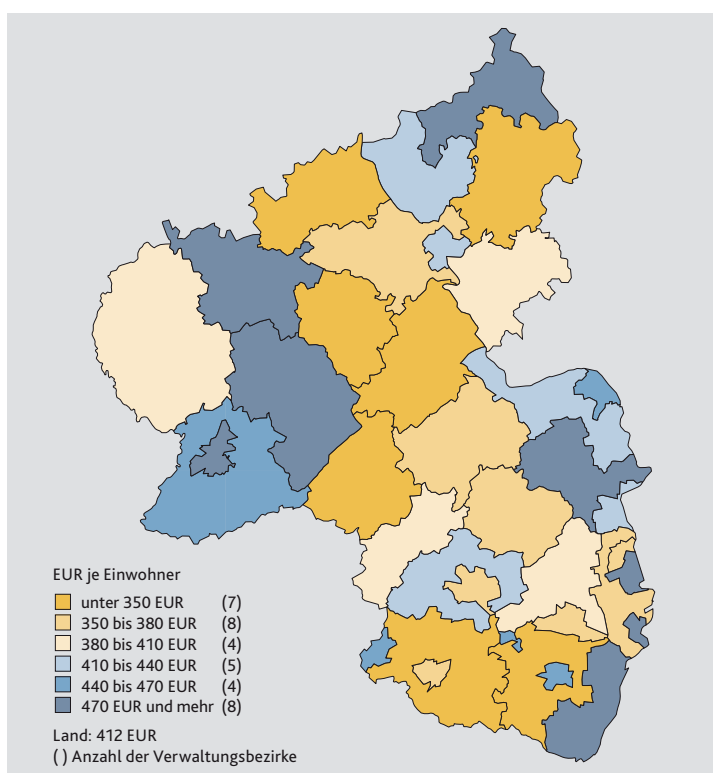 EUR je Einwohner
unter 350 EUR (7)
350 bis 380 EUR (8)
380 bis 410 EUR (4)
410 bis 440 EUR (5)
440 bis 470 EUR (4)
470 EUR und mehr (8)
Land: 412 EUR
( ) Anzahl der Verwaltungsbezirke